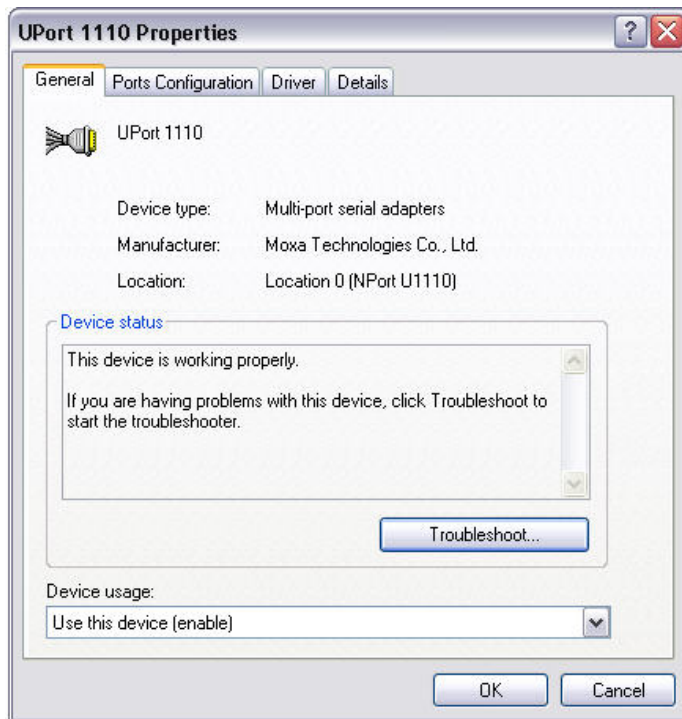 UPort 1110 Properties
?
General Ports Configuration Driver Details
UPort 1110
Device type: Multi-port serial adapters
Manufacturer: Moxa Technologies Co., Ltd.
Location: Location 0 (NPort U1110)
Device status
This device is working properly.
If you are having problems with this device, click Troubleshoot to
start the troubleshooter.
Troubleshoot...
Device usage:
Use this device (enable)
OK Cancel